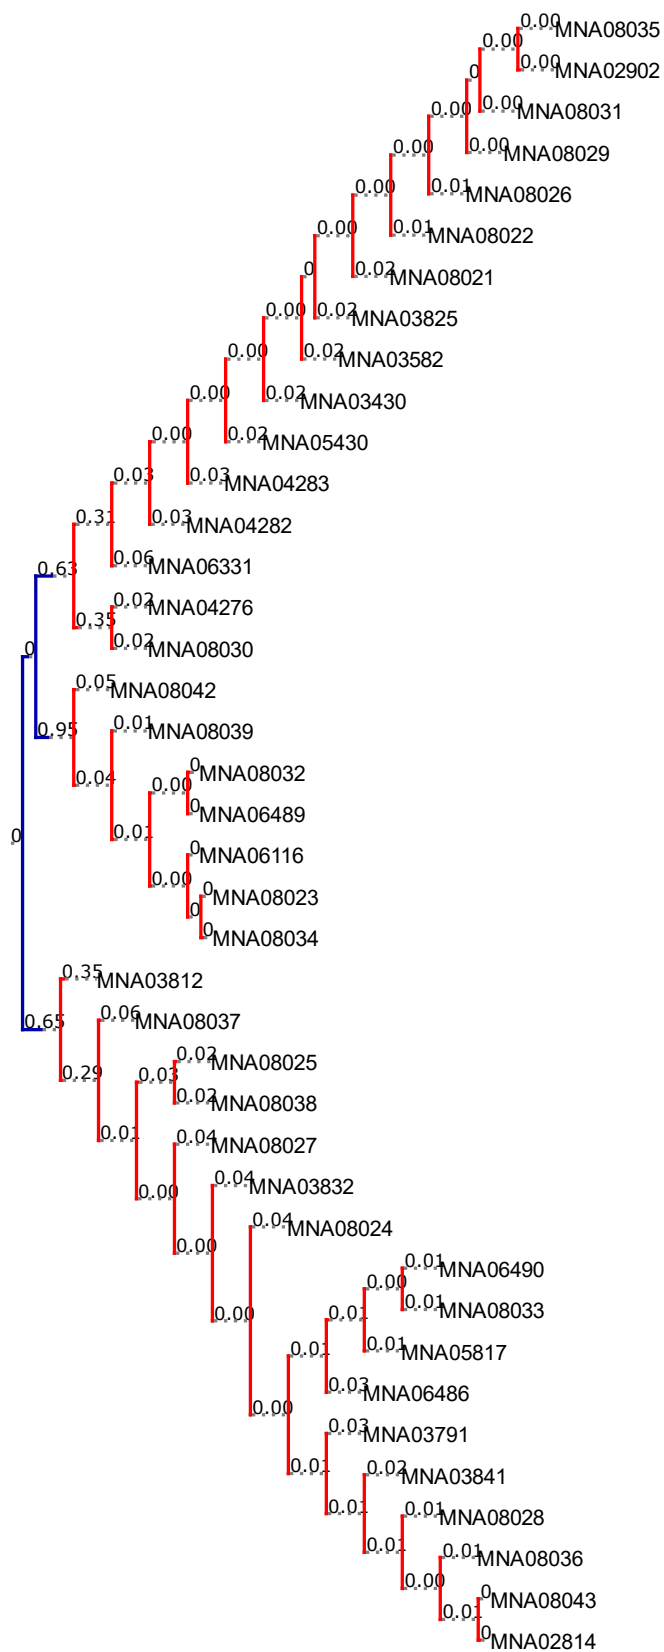 0.00 MNA08035
0.00
0.00 MNA02902
0
0.00 MNA08031
0.00
0.00 MNA08029
0.00
0.01 MNA08026
0.00
0.01 MNA08022
0.00
0.02 MNA08021
0
0.02 MNA03825
0.00
0.02 MNA03582
0.00
0.02 MNA03430
0.00
0.02 MNA05430
0.00
0.03 MNA04283
0.03
0.03 MNA04282
0.31
0.06 MNA06331
0.63
0.02 MNA04276
0.35
0.02 MNA08030
0
0.05 MNA08042
0.95
0.01 MNA08039
0 MNA08032
0.04
0.00
0 MNA06489
0.01
0
0 MNA06116
0.00
0 MNA08023
0
0 MNA08034
0.35 MNA03812
0.65
0.06 MNA08037
0.02 MNA08025
0.29
0.03
0.02 MNA08038
0.01
0.04 MNA08027
0.04 MNA03832
0.00
0.04 MNA08024
0.00
0.01 MNA06490
0.00
0.01 MNA08033
0.00
0.01
0.01 MNA05817
0.01
0.03 MNA06486
0.00
0.03 MNA03791
0.01
0.02 MNA03841
0.01
0.01 MNA08028
0.01
0.01 MNA08036
0.00
0 MNA08043
0.01
0 MNA02814